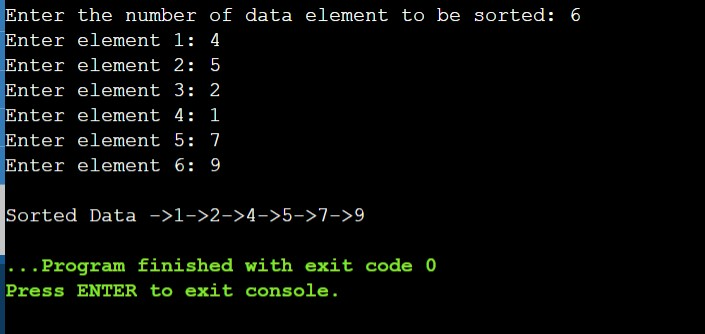 Enter the number of data element to be sorted: 6
Enter element 1: 4
Enter element 2: 5
Enter element 3: 2
Enter element 4: 1
Enter element 5: 7
Enter element 6: 9
Sorted Data ->1->2->4->5->7->9
...Program finished with exit code 0
Press ENTER to exit console.